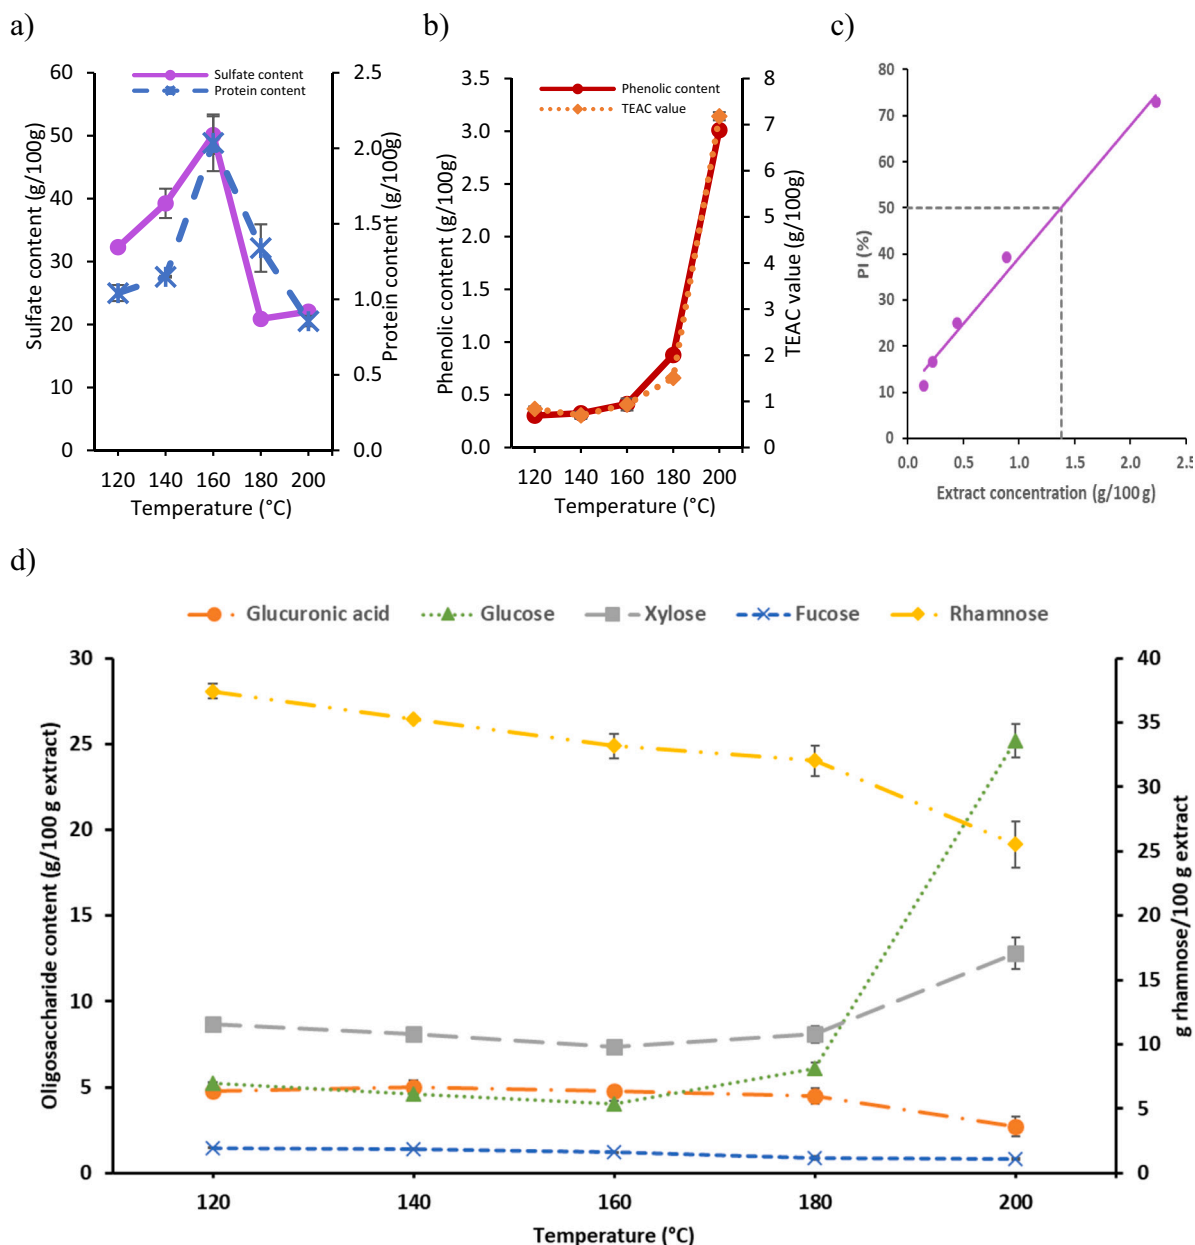 a)
b)
c)
Sulfate content
Protein content
60
50
40
30
20
10
0
2.5
2.0
1.5
1.0
0.5
0.0
Sulfate content (g/100g)
Protein content (g/100g)
120 140 160 180 200
Temperature (°C)
Phenolic content
TEAC value
3.5
3.0
2.5
2.0
1.5
1.0
0.5
0.0
8
7
6
5
4
3
2
1
0
Phenolic content (g/100g)
TEAC value (g/100g)
120 140 160 180 200
Temperature (°C)
80
70
60
50
40
30
20
10
0
PI (%)
0.0 0.5 1.0 1.5 2.0 2.5
Extract concentration (g/100 g)
d)
Glucuronic acid Glucose Xylose Fucose Rhamnose
30
25
20
15
10
5
0
40
35
30
25
20
15
10
5
0
Oligosaccharide content (g/100 g extract)
g rhamnose/100 g extract
120 140 160 180 200
Temperature (°C)